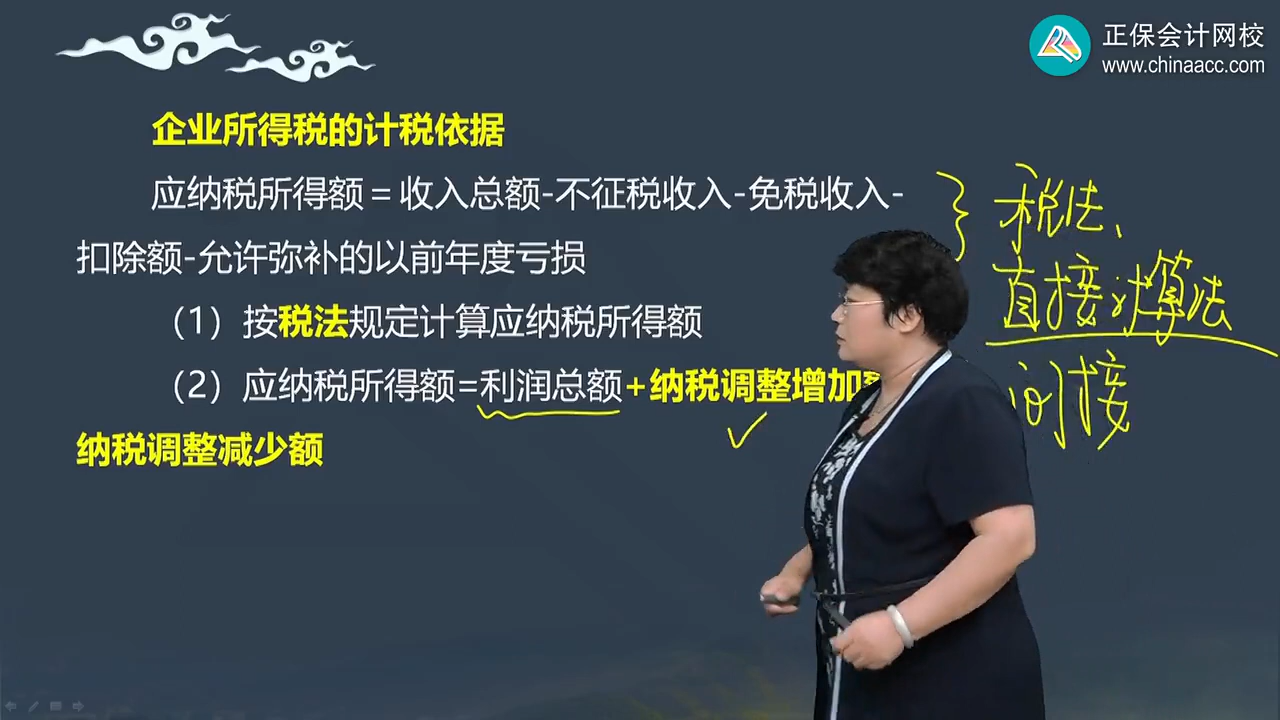 正保会计网校
www.chinaacc.com
企业所得税的计税依据
应纳税所得额＝收入总额-不征税收入-免税收入-
扣除额-允许弥补的以前年度亏损
（1）按税法规定计算应纳税所得额
（2）应纳税所得额=利润总额+纳税调整增加
纳税调整减少额
税法、
直接计算法
间接